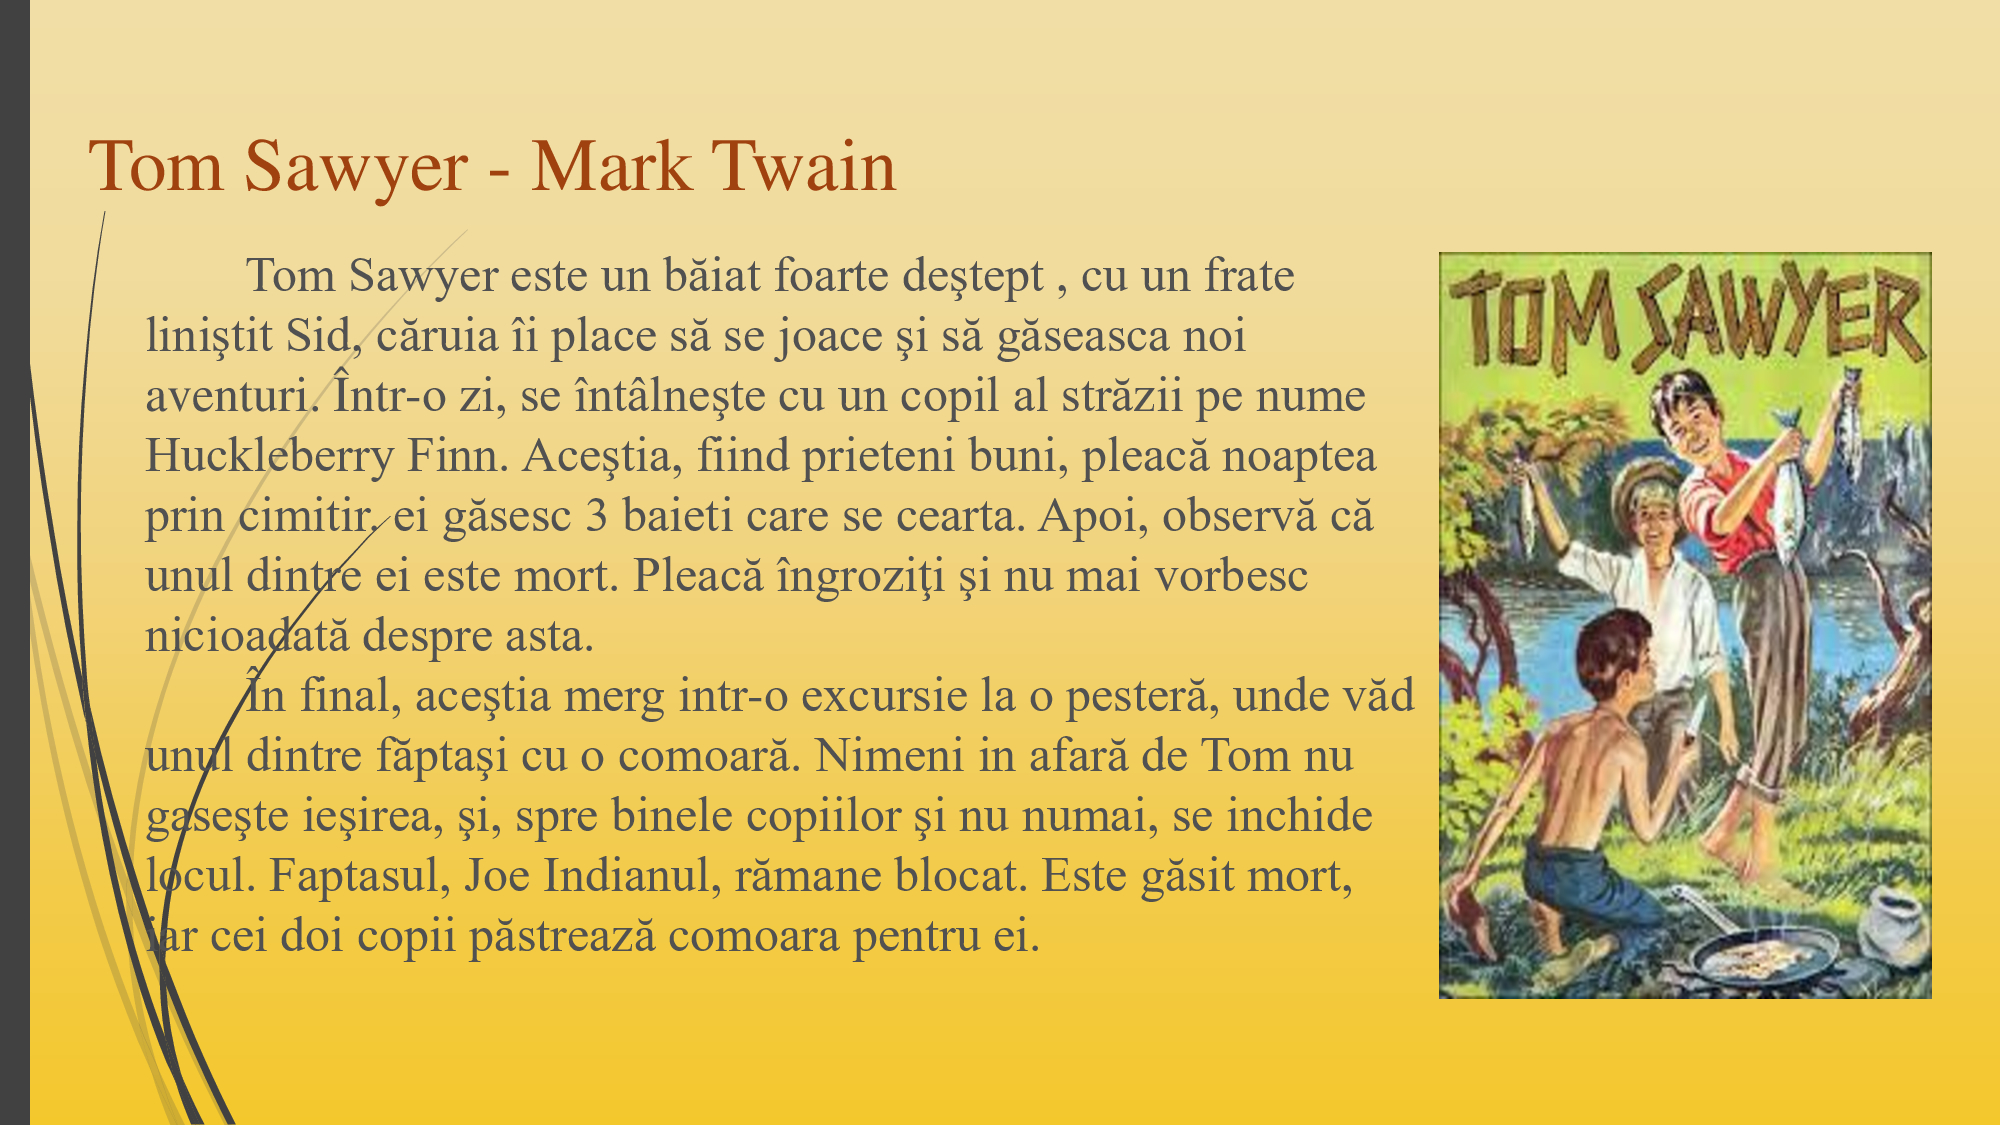 Tom Sawyer - Mark Twain
Tom Sawyer este un băiat foarte deştept , cu un frate
liniştit Sid, căruia îi place să se joace şi să găseasca noi
aventuri. Într-o zi, se întâlneşte cu un copil al străzii pe nume
Huckleberry Finn. Aceştia, fiind prieteni buni, pleacă noaptea
prin cimitir. ei găsesc 3 baieti care se cearta. Apoi, observă că
unul dintre ei este mort. Pleacă îngroziţi şi nu mai vorbesc
nicioadată despre asta.
În final, aceştia merg intr-o excursie la o pesteră, unde văd
unul dintre făptaşi cu o comoară. Nimeni in afară de Tom nu
gaseşte ieşirea, şi, spre binele copiilor şi nu numai, se inchide
locul. Faptasul, Joe Indianul, rămane blocat. Este găsit mort,
iar cei doi copii păstrează comoara pentru ei.
TOM SAWYER